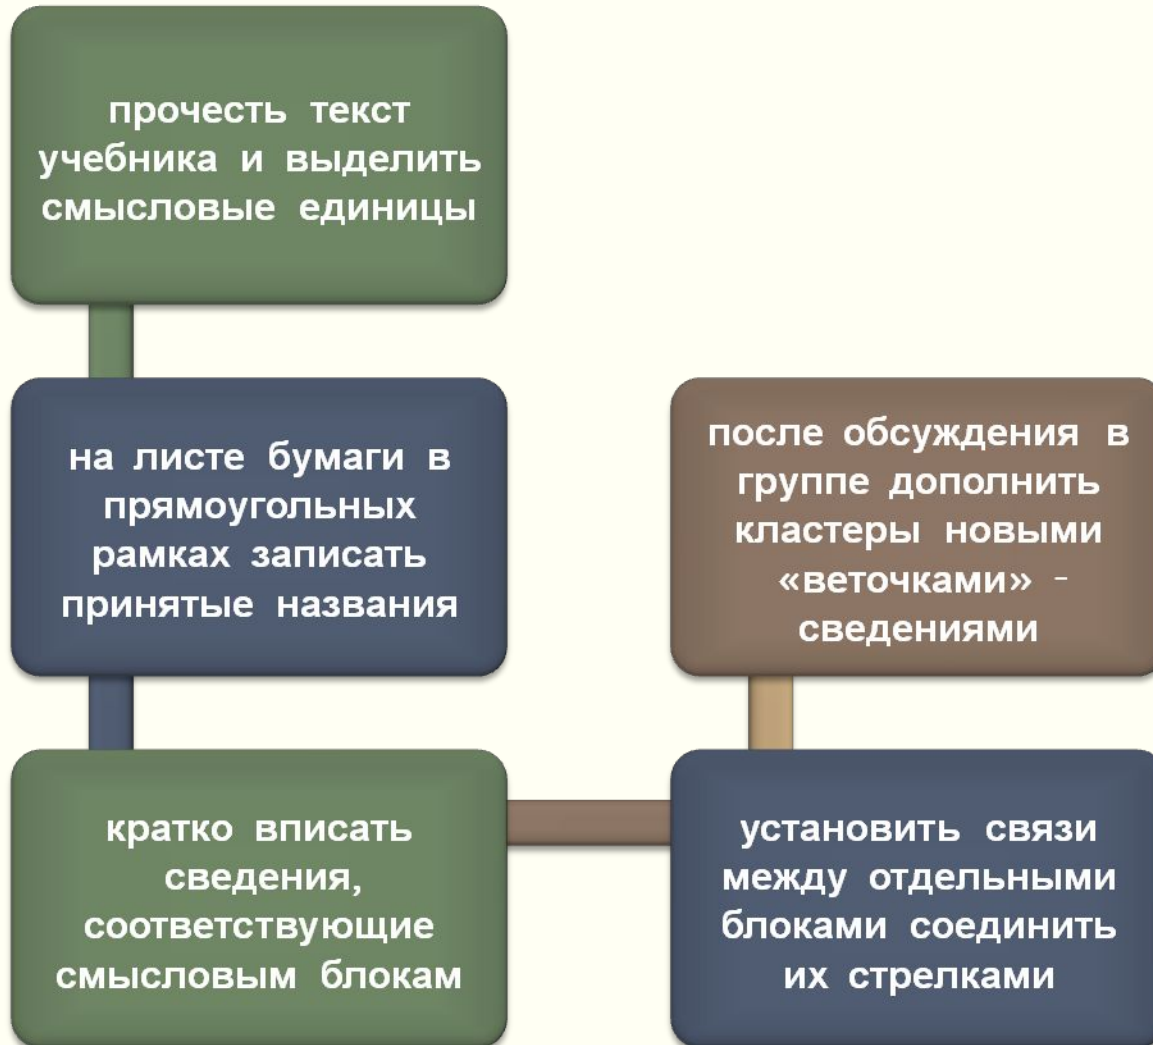 прочесть текст
учебника и выделить
смысловые единицы
на листе бумаги в
прямоугольных
рамках записать
принятые названия
кратко вписать
сведения,
соответствующие
смысловым блокам
установить связи
между отдельными
блоками соединить
их стрелками
после обсуждения в
группе дополнить
кластеры новыми
«веточками» -
сведениями